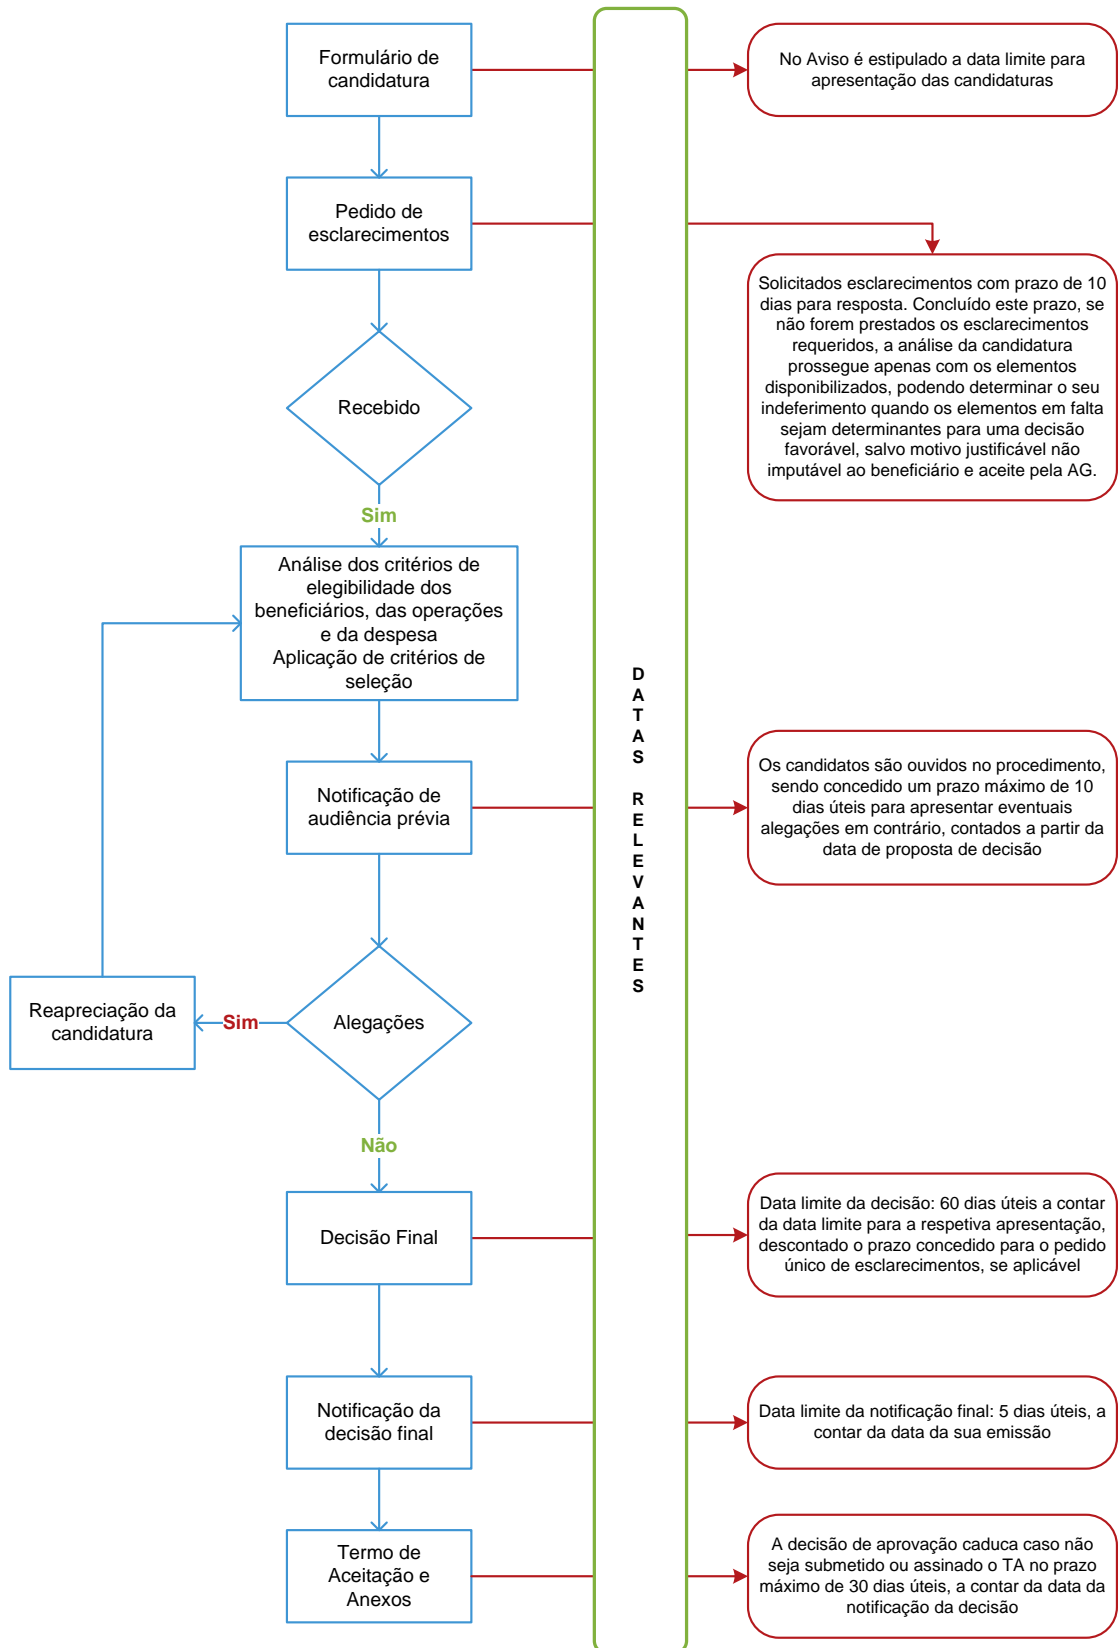 Formulário de
candidatura
No Aviso é estipulado a data limite para
apresentação das candidaturas
Pedido de
esclarecimentos
Solicitados esclarecimentos com prazo de 10
dias para resposta. Concluído este prazo, se
não forem prestados os esclarecimentos
requeridos, a análise da candidatura
prossegue apenas com os elementos
disponibilizados, podendo determinar o seu
indeferimento quando os elementos em falta
sejam determinantes para uma decisão
favorável, salvo motivo justificável não
imputável ao beneficiário e aceite pela AG.
Recebido
Sim
Análise dos critérios de
elegibilidade dos
beneficiários, das operações
e da despesa
Aplicação de critérios de
seleção
D
A
T
A
S
R
E
L
E
V
A
N
T
E
S
Notificação de
audiência prévia
Os candidatos são ouvidos no procedimento,
sendo concedido um prazo máximo de 10
dias úteis para apresentar eventuais
alegações em contrário, contados a partir da
data de proposta de decisão
Reapreciação da
candidatura
Sim
Alegações
Não
Decisão Final
Data limite da decisão: 60 dias úteis a contar
da data limite para a respetiva apresentação,
descontado o prazo concedido para o pedido
único de esclarecimentos, se aplicável
Notificação da
decisão final
Data limite da notificação final: 5 dias úteis, a
contar da data da sua emissão
Termo de
Aceitação e
Anexos
A decisão de aprovação caduca caso não
seja submetido ou assinado o TA no prazo
máximo de 30 dias úteis, a contar da data da
notificação da decisão